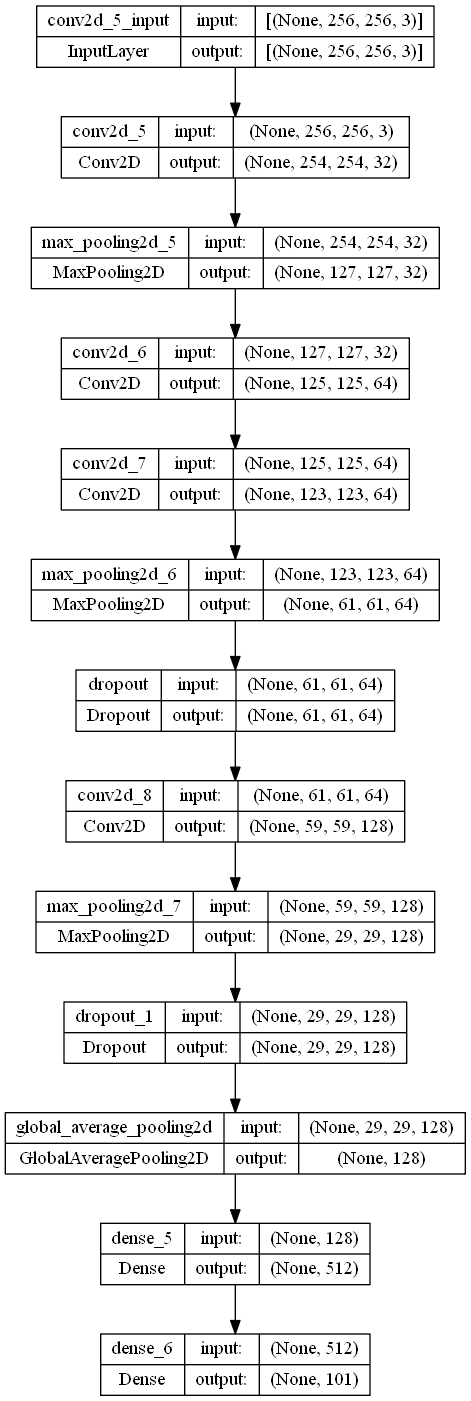 conv2d_5_input input: [(None, 256, 256, 3)]
InputLayer output: [(None, 256, 256, 3)]
conv2d_5 input: (None, 256, 256, 3)
Conv2D output: (None, 254, 254, 32)
max_pooling2d_5 input: (None, 254, 254, 32)
MaxPooling2D output: (None, 127, 127, 32)
conv2d_6 input: (None, 127, 127, 32)
Conv2D output: (None, 125, 125, 64)
conv2d_7 input: (None, 125, 125, 64)
Conv2D output: (None, 123, 123, 64)
max_pooling2d_6 input: (None, 123, 123, 64)
MaxPooling2D output: (None, 61, 61, 64)
dropout input: (None, 61, 61, 64)
Dropout output: (None, 61, 61, 64)
conv2d_8 input: (None, 61, 61, 64)
Conv2D output: (None, 59, 59, 128)
max_pooling2d_7 input: (None, 59, 59, 128)
MaxPooling2D output: (None, 29, 29, 128)
dropout_1 input: (None, 29, 29, 128)
Dropout output: (None, 29, 29, 128)
global_average_pooling2d input: (None, 29, 29, 128)
GlobalAveragePooling2D output: (None, 128)
dense_5 input: (None, 128)
Dense output: (None, 512)
dense_6 input: (None, 512)
Dense output: (None, 101)